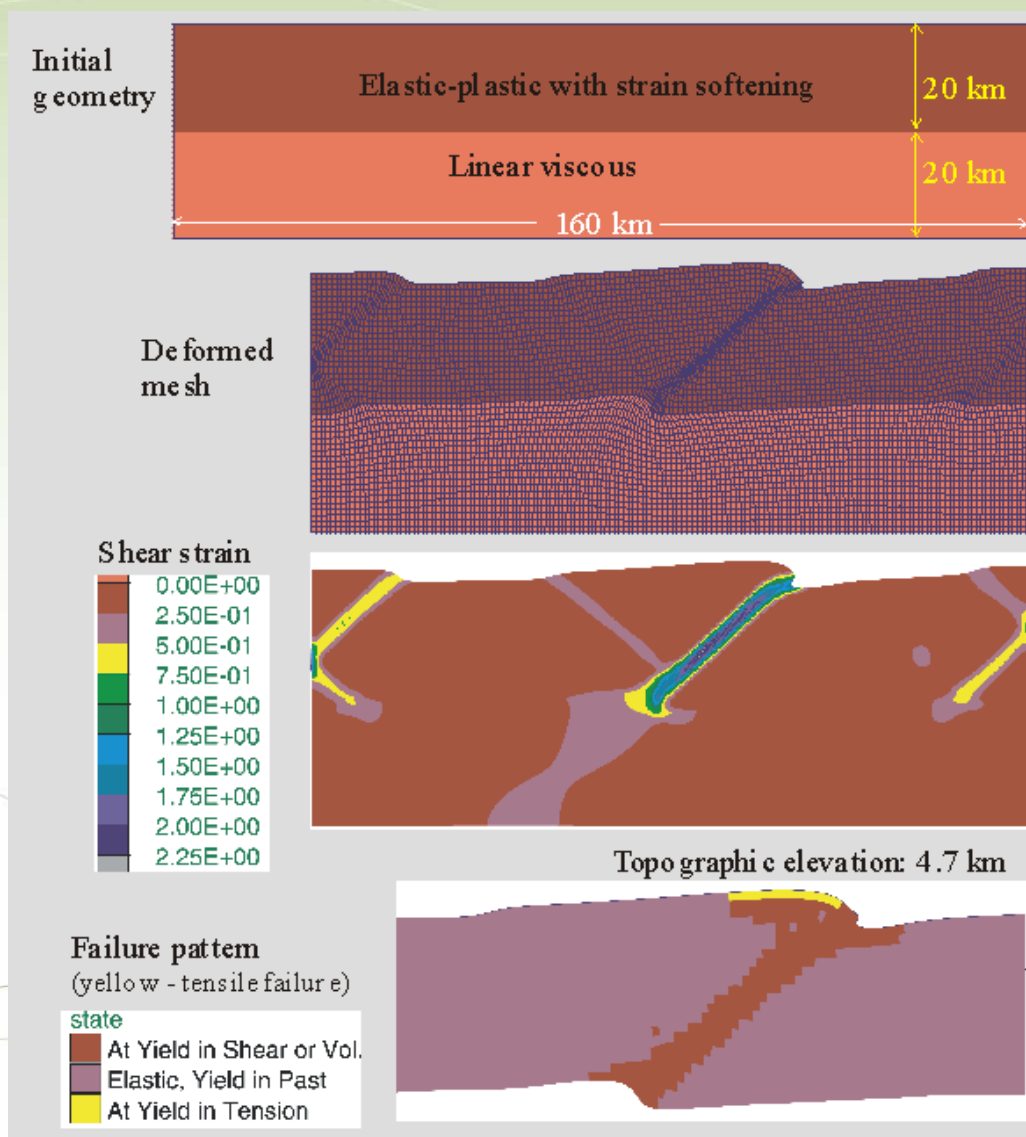 Initial
geometry
Elastic-plastic with strain softening
20 km
Linear viscous
20 km
160 km
Deformed
mesh
Shear strain
0.00E+00
2.50E-01
5.00E-01
7.50E-01
1.00E+00
1.25E+00
1.50E+00
1.75E+00
2.00E+00
2.25E+00
Topographic elevation: 4.7 km
Failure pattern
(yellow - tensile failure)
state
At Yield in Shear or Vol.
Elastic, Yield in Past
At Yield in Tension